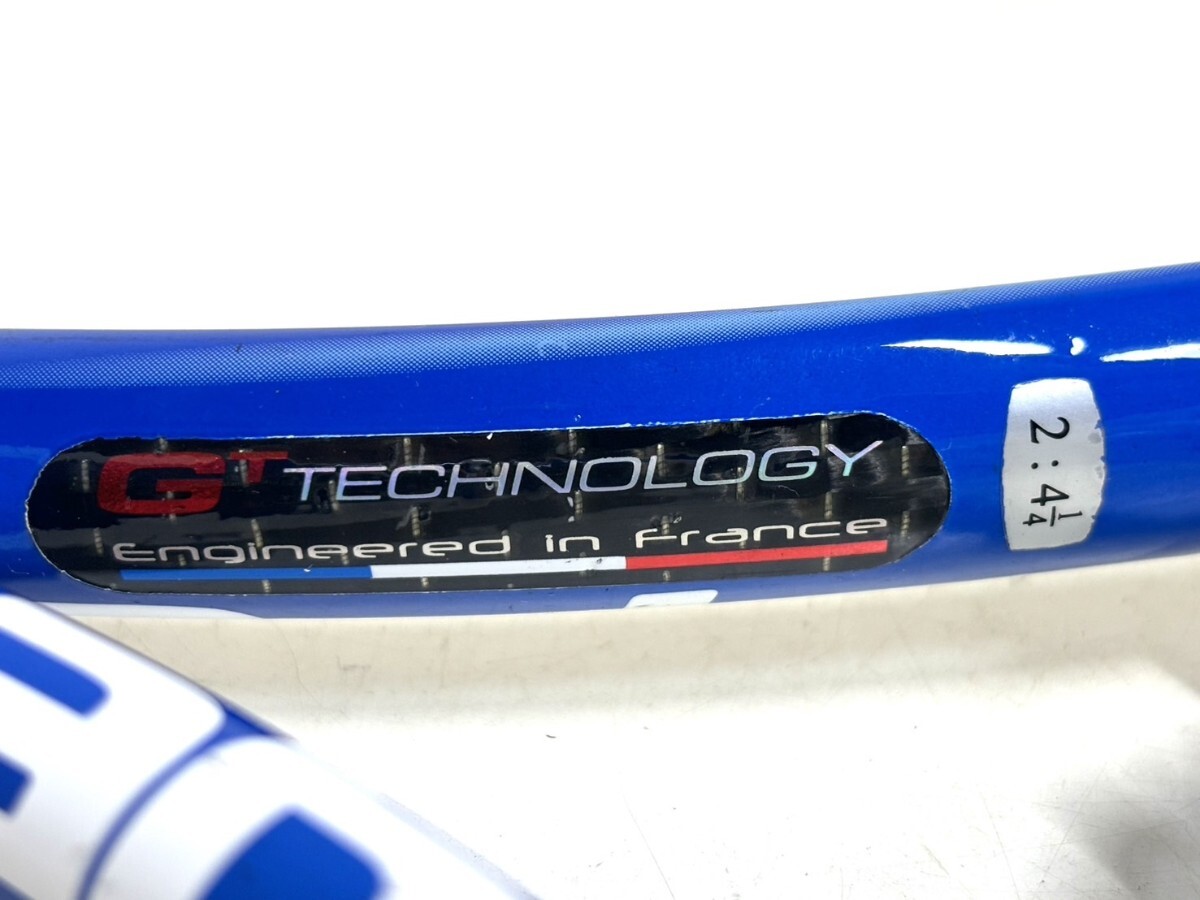 GT TECHNOLOGY
Engineered in France
2:4 1/4